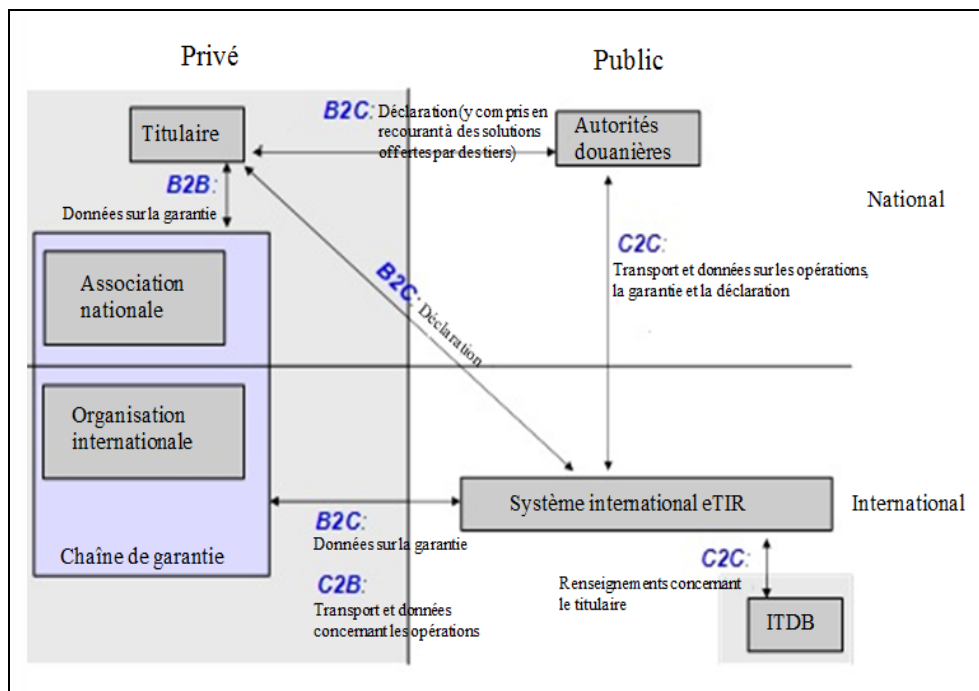 Privé
Public
Titulaire
B2C: Déclaration (y compris en
recourant à des solutions
offertes par des tiers)
Autorités
douanières
B2B:
Données sur la garantie
National
C2C:
Transport et données sur les opérations,
la garantie et la déclaration
Association
nationale
B2C: Déclaration
Organisation
internationale
Système international eTIR
International
B2C:
Données sur la garantie
Chaîne de garantie
C2B:
Transport et données
concernant les opérations
C2C:
Renseignements concernant
le titulaire
ITDB